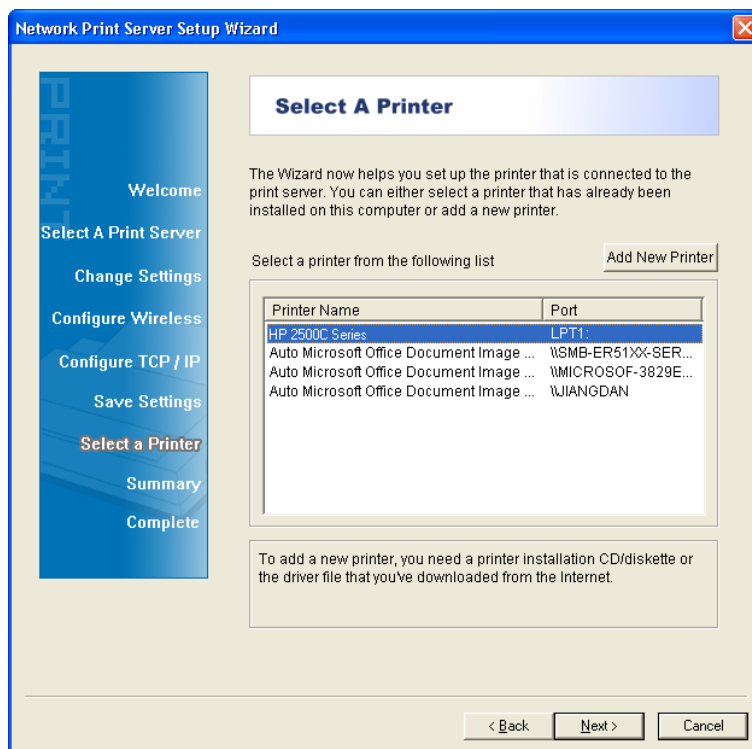 Network Print Server Setup Wizard
PRINT
Select A Printer
Welcome
Select A Print Server
Change Settings
Configure Wireless
Configure TCP / IP
Save Settings
Select a Printer
Summary
Complete
The Wizard now helps you set up the printer that is connected to the
print server. You can either select a printer that has already been
installed on this computer or add a new printer.
Select a printer from the following list
Add New Printer
Printer Name Port
HP 2500C Series LPT1:
Auto Microsoft Office Document Image ... \\SMB-ER51XX-SER...
Auto Microsoft Office Document Image ... \\MICROSOF-3829E...
Auto Microsoft Office Document Image ... \\JIANGDAN
To add a new printer, you need a printer installation CD/diskette or
the driver file that you've downloaded from the Internet.
< Back Next > Cancel